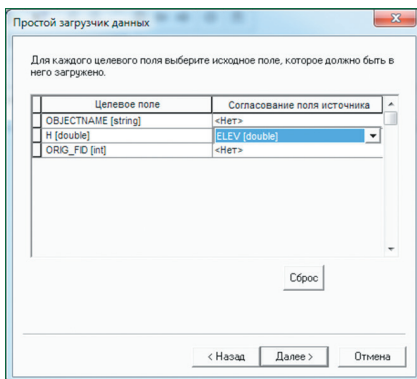 Простой загрузчик данных
Для каждого целевого поля выберите исходное поле, которое должно быть в
него загружено.
Целевое поле Согласование поля источника
OBJECTNAME [string] <Нет>
H [double] ELEV [double]
ORIG_FID [int] <Нет>
Сброс
< Назад Далее > Отмена